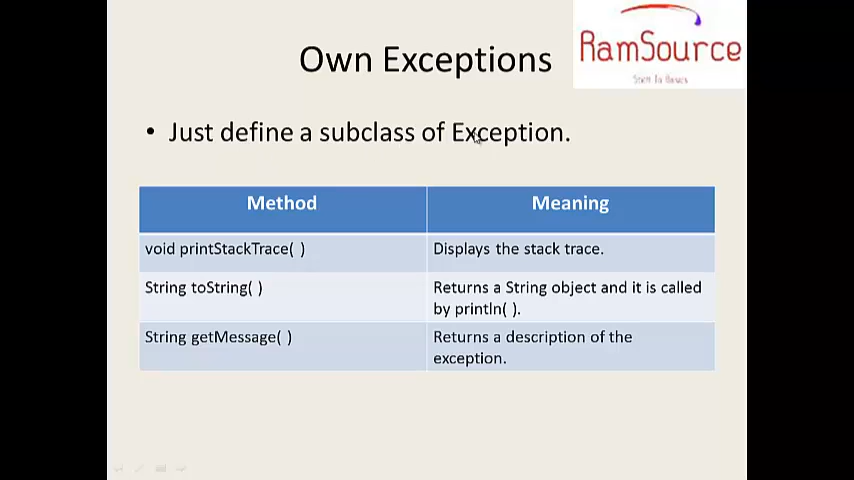 Own Exceptions
RamSource
• Just define a subclass of Exception.
Method Meaning
void printStackTrace( ) Displays the stack trace.
String toString( ) Returns a String object and it is called
by println( ).
String getMessage( ) Returns a description of the
exception.